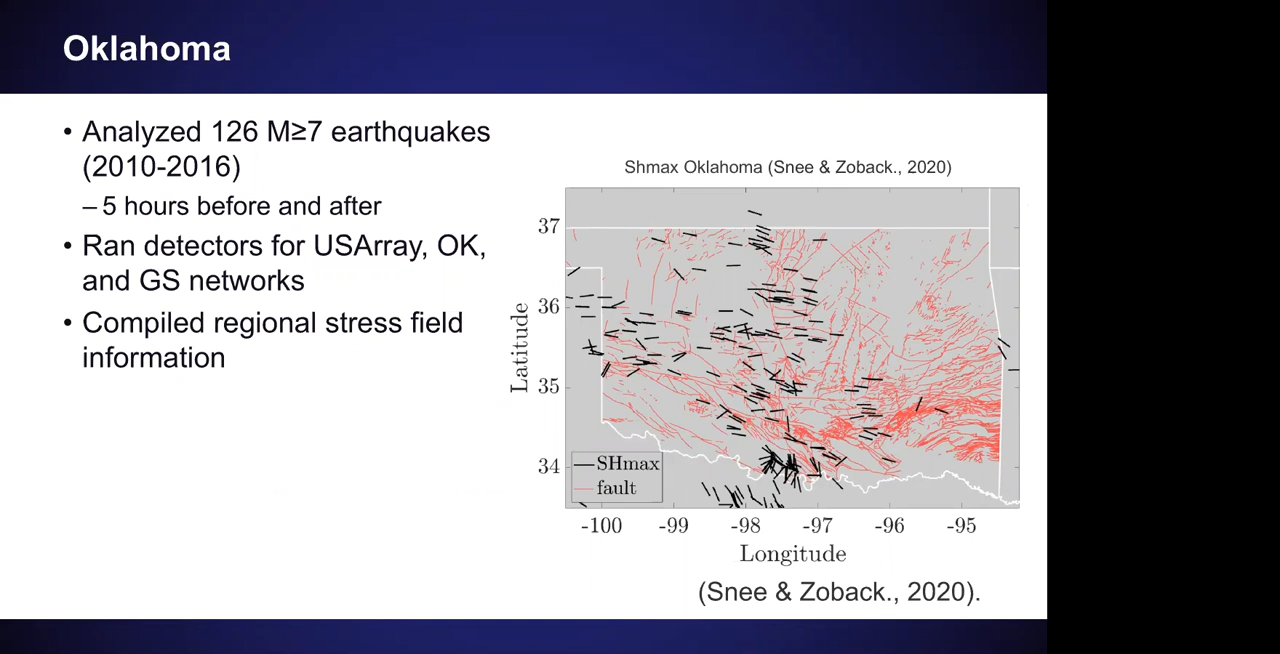 Oklahoma
• Analyzed 126 M≥7 earthquakes
(2010-2016)
– 5 hours before and after
• Ran detectors for USArray, OK,
and GS networks
• Compiled regional stress field
information
Shmax Oklahoma (Snee & Zoback., 2020)
37
36
35
34
Latitude
SHmax
fault
-100 -99 -98 -97 -96 -95
Longitude
(Snee & Zoback., 2020).